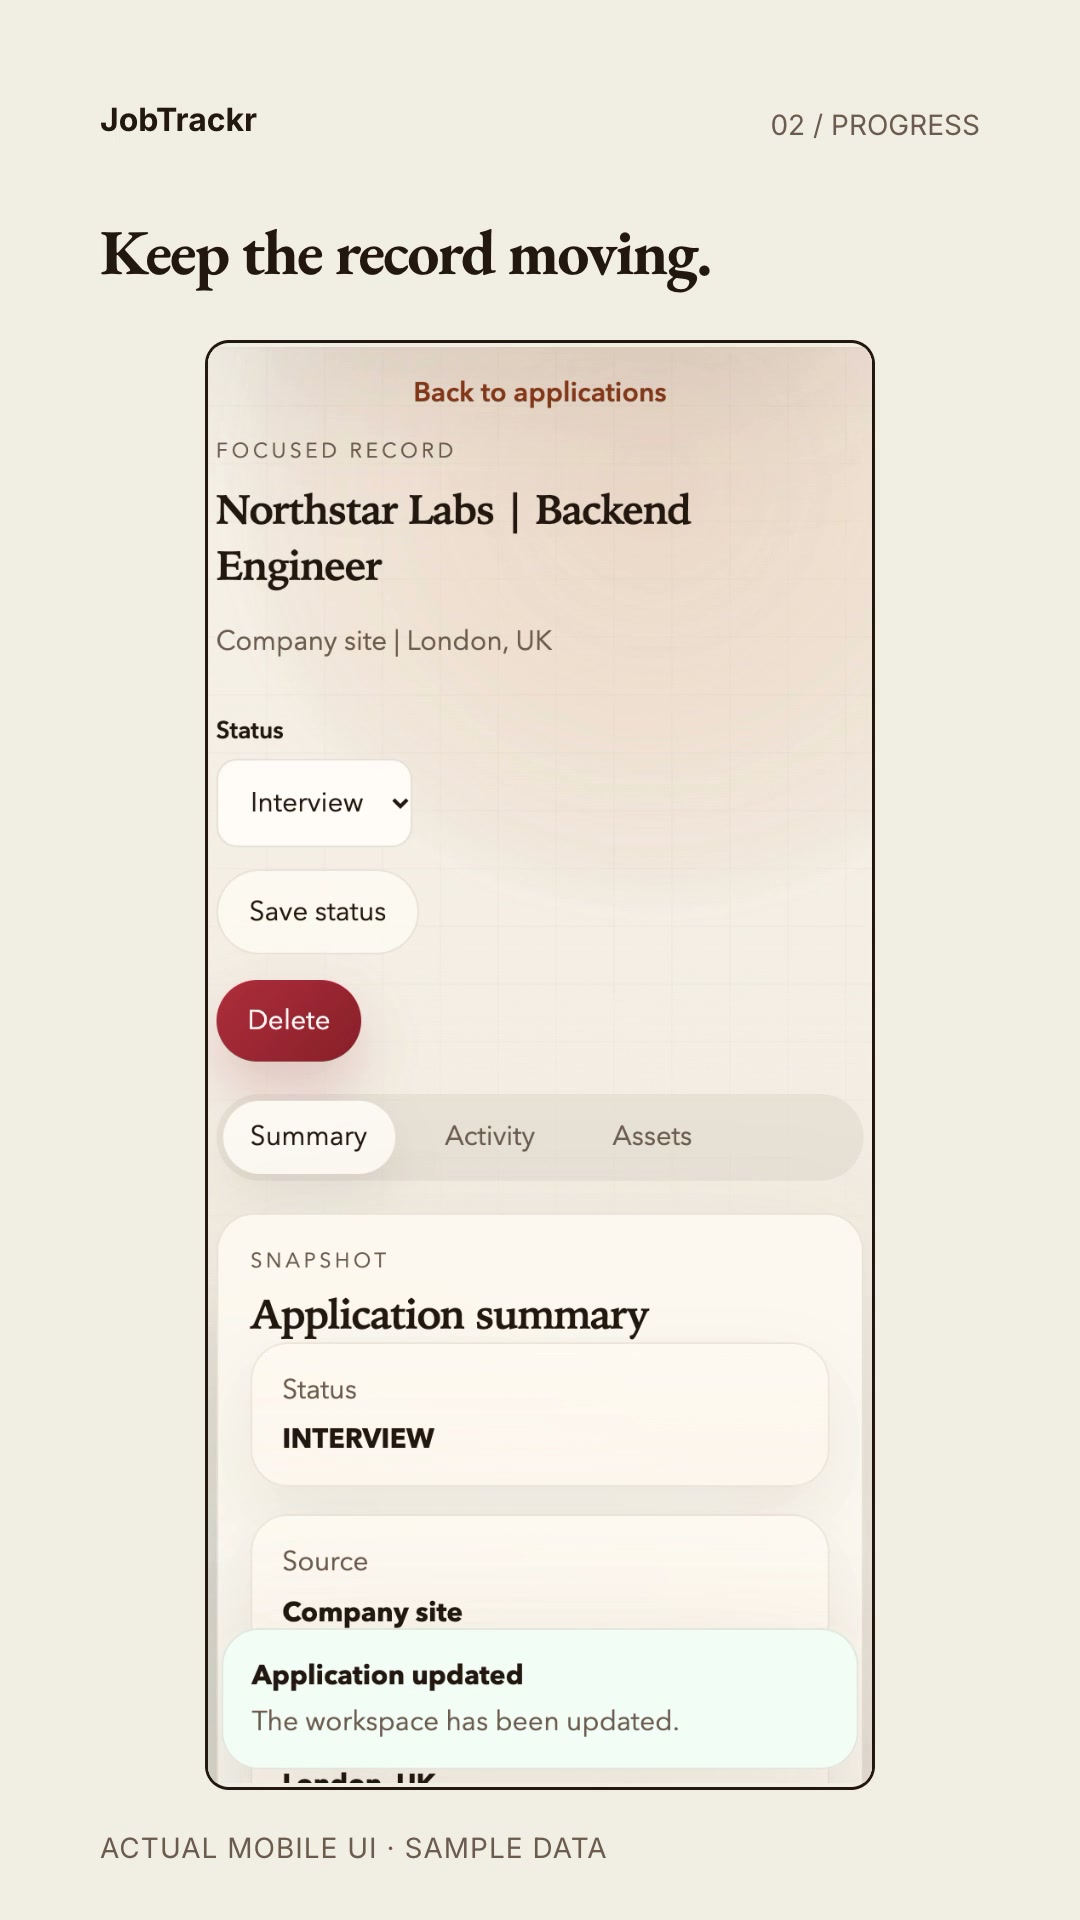 JobTrackr
02 / PROGRESS
Keep the record moving.
Back to applications
FOCUSED RECORD
Northstar Labs | Backend
Engineer
Company site | London, UK
Status
Interview
Save status
Delete
Summary
Activity
Assets
SNAPSHOT
Application summary
Status
INTERVIEW
Source
Company site
Application updated
The workspace has been updated.
London, UK
ACTUAL MOBILE UI · SAMPLE DATA